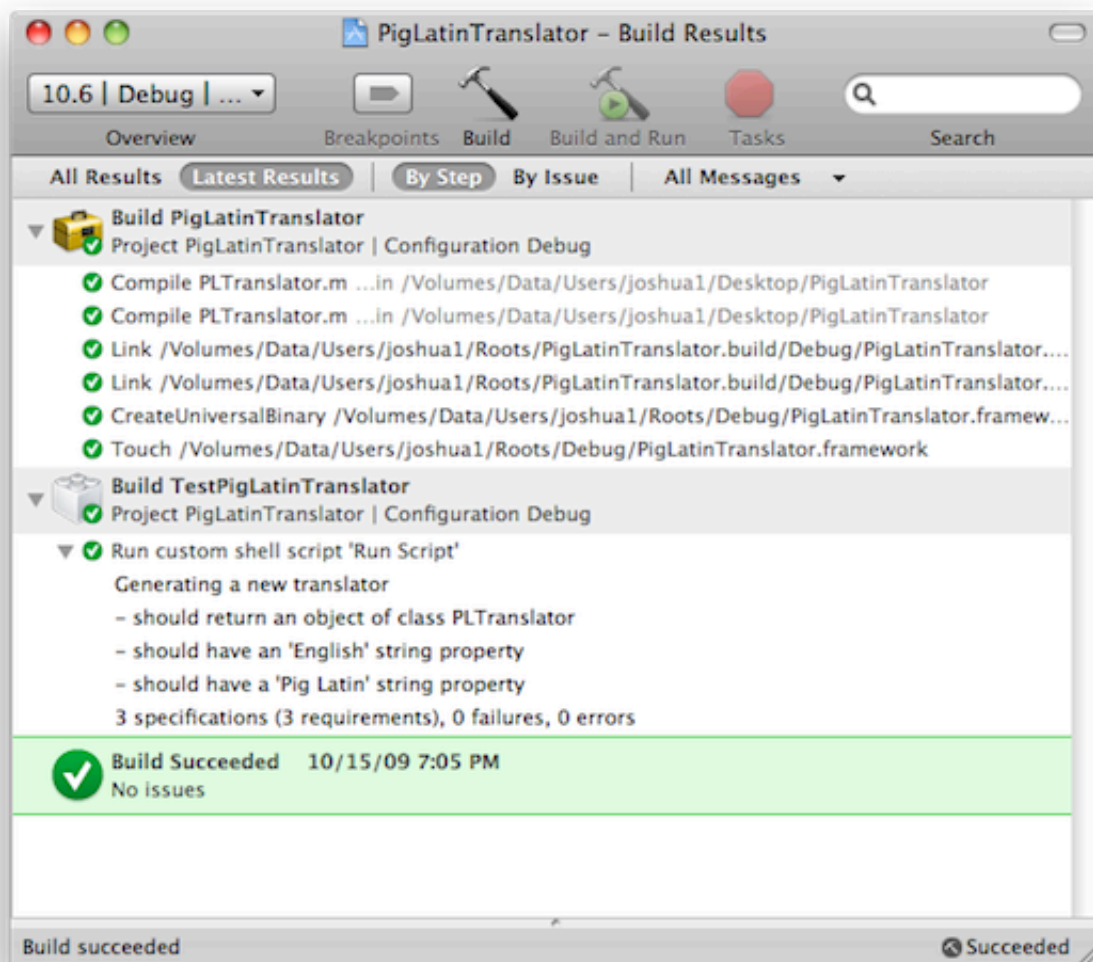 PigLatinTranslator – Build Results
10.6 | Debug | ...
Overview Breakpoints Build Build and Run Tasks Search
All Results Latest Results By Step By Issue All Messages
Build PigLatinTranslator
Project PigLatinTranslator | Configuration Debug
Compile PLTranslator.m ...in /Volumes/Data/Users/joshua1/Desktop/PigLatinTranslator
Compile PLTranslator.m ...in /Volumes/Data/Users/joshua1/Desktop/PigLatinTranslator
Link /Volumes/Data/Users/joshua1/Roots/PigLatinTranslator.build/Debug/PigLatinTranslator....
Link /Volumes/Data/Users/joshua1/Roots/PigLatinTranslator.build/Debug/PigLatinTranslator....
CreateUniversalBinary /Volumes/Data/Users/joshua1/Roots/Debug/PigLatinTranslator.framew...
Touch /Volumes/Data/Users/joshua1/Roots/Debug/PigLatinTranslator.framework
Build TestPigLatinTranslator
Project PigLatinTranslator | Configuration Debug
Run custom shell script 'Run Script'
Generating a new translator
– should return an object of class PLTranslator
– should have an 'English' string property
– should have a 'Pig Latin' string property
3 specifications (3 requirements), 0 failures, 0 errors
Build Succeeded 10/15/09 7:05 PM
No issues
Build succeeded Succeeded